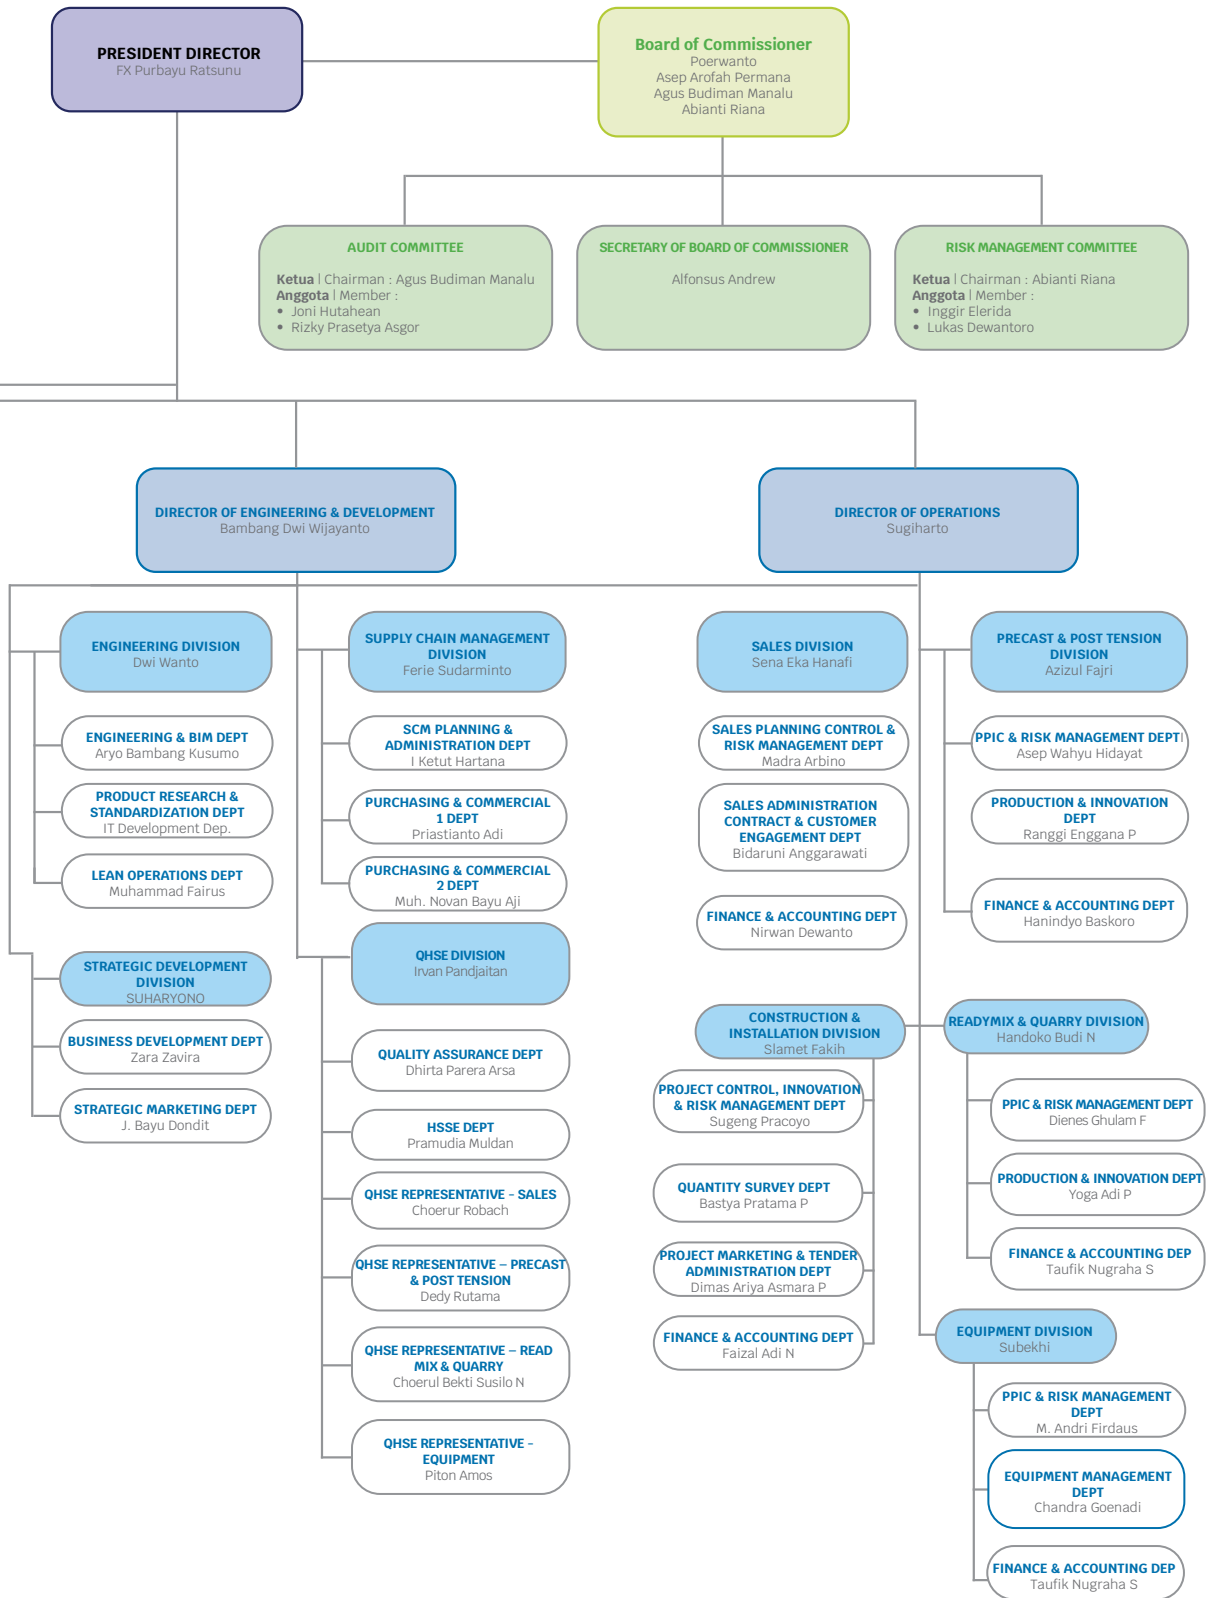 PRESIDENT DIRECTOR
FX Purbayu Ratsunu
Board of Commissioner
Poerwanto
Asep Arofah Permana
Agus Budiman Manalu
Abianti Riana
AUDIT COMMITTEE
Ketua | Chairman : Agus Budiman Manalu
Anggota | Member :
• Joni Hutahean
• Rizky Prasetya Asgor
SECRETARY OF BOARD OF COMMISSIONER
Alfonsus Andrew
RISK MANAGEMENT COMMITTEE
Ketua | Chairman : Abianti Riana
Anggota | Member :
• Inggir Elerida
• Lukas Dewantoro
DIRECTOR OF ENGINEERING & DEVELOPMENT
Bambang Dwi Wijayanto
DIRECTOR OF OPERATIONS
Sugiharto
ENGINEERING DIVISION
Dwi Wanto
ENGINEERING & BIM DEPT
Aryo Bambang Kusumo
PRODUCT RESEARCH &
STANDARDIZATION DEPT
IT Development Dep.
LEAN OPERATIONS DEPT
Muhammad Fairus
STRATEGIC DEVELOPMENT
DIVISION
SUHARYONO
BUSINESS DEVELOPMENT DEPT
Zara Zavira
STRATEGIC MARKETING DEPT
J. Bayu Dondit
SUPPLY CHAIN MANAGEMENT
DIVISION
Ferie Sudarminto
SCM PLANNING &
ADMINISTRATION DEPT
I Ketut Hartana
PURCHASING & COMMERCIAL
1 DEPT
Priastianto Adi
PURCHASING & COMMERCIAL
2 DEPT
Muh. Novan Bayu Aji
QHSE DIVISION
Irvan Pandjaitan
QUALITY ASSURANCE DEPT
Dhirta Parera Arsa
HSSE DEPT
Pramudia Muldan
QHSE REPRESENTATIVE - SALES
Choerur Robach
QHSE REPRESENTATIVE – PRECAST
& POST TENSION
Dedy Rutama
QHSE REPRESENTATIVE – READ
MIX & QUARRY
Choerul Bekti Susilo N
QHSE REPRESENTATIVE -
EQUIPMENT
Piton Amos
SALES DIVISION
Sena Eka Hanafi
SALES PLANNING CONTROL &
RISK MANAGEMENT DEPT
Madra Arbino
SALES ADMINISTRATION
CONTRACT & CUSTOMER
ENGAGEMENT DEPT
Bidaruni Anggarawati
FINANCE & ACCOUNTING DEPT
Nirwan Dewanto
CONSTRUCTION &
INSTALLATION DIVISION
Slamet Fakih
PROJECT CONTROL, INNOVATION
& RISK MANAGEMENT DEPT
Sugeng Pracoyo
QUANTITY SURVEY DEPT
Bastya Pratama P
PROJECT MARKETING & TENDER
ADMINISTRATION DEPT
Dimas Ariya Asmara P
FINANCE & ACCOUNTING DEPT
Faizal Adi N
PRECAST & POST TENSION
DIVISION
Azizul Fajri
PPIC & RISK MANAGEMENT DEPT|
Asep Wahyu Hidayat
PRODUCTION & INNOVATION
DEPT
Ranggi Enggana P
FINANCE & ACCOUNTING DEPT
Hanindyo Baskoro
READYMIX & QUARRY DIVISION
Handoko Budi N
PPIC & RISK MANAGEMENT DEPT
Dienes Ghulam F
PRODUCTION & INNOVATION DEPT
Yoga Adi P
FINANCE & ACCOUNTING DEP
Taufik Nugraha S
EQUIPMENT DIVISION
Subekhi
PPIC & RISK MANAGEMENT
DEPT
M. Andri Firdaus
EQUIPMENT MANAGEMENT
DEPT
Chandra Goenadi
FINANCE & ACCOUNTING DEP
Taufik Nugraha S